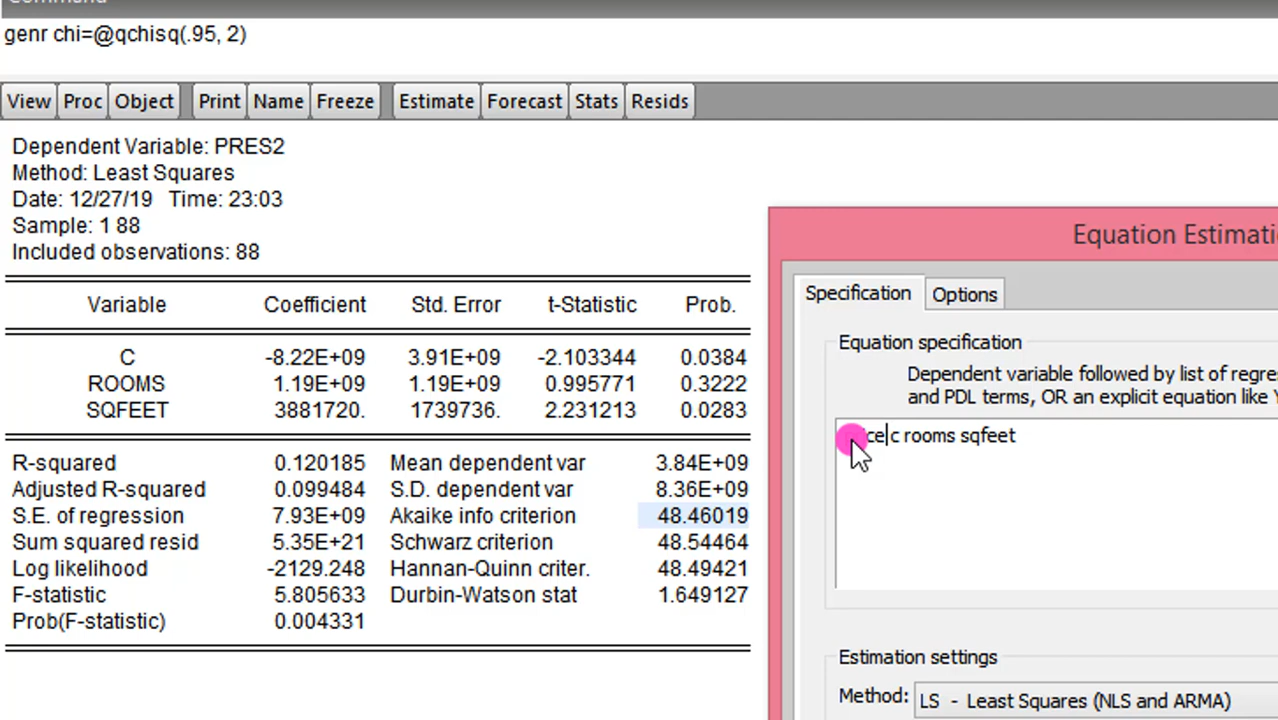 genr chi=@qchisq(.95, 2)
View Proc Object Print Name Freeze Estimate Forecast Stats Resids
Dependent Variable: PRES2
Method: Least Squares
Date: 12/27/19 Time: 23:03
Sample: 1 88
Included observations: 88
Variable Coefficient Std. Error t-Statistic Prob.
C -8.22E+09 3.91E+09 -2.103344 0.0384
ROOMS 1.19E+09 1.19E+09 0.995771 0.3222
SQFEET 3881720. 1739736. 2.231213 0.0283
R-squared 0.120185 Mean dependent var 3.84E+09
Adjusted R-squared 0.099484 S.D. dependent var 8.36E+09
S.E. of regression 7.93E+09 Akaike info criterion 48.46019
Sum squared resid 5.35E+21 Schwarz criterion 48.54464
Log likelihood -2129.248 Hannan-Quinn criter. 48.49421
F-statistic 5.805633 Durbin-Watson stat 1.649127
Prob(F-statistic) 0.004331
Equation Estimati
Specification Options
Equation specification
Dependent variable followed by list of regre
and PDL terms, OR an explicit equation like
c rooms sqfeet
Estimation settings
Method: LS - Least Squares (NLS and ARMA)